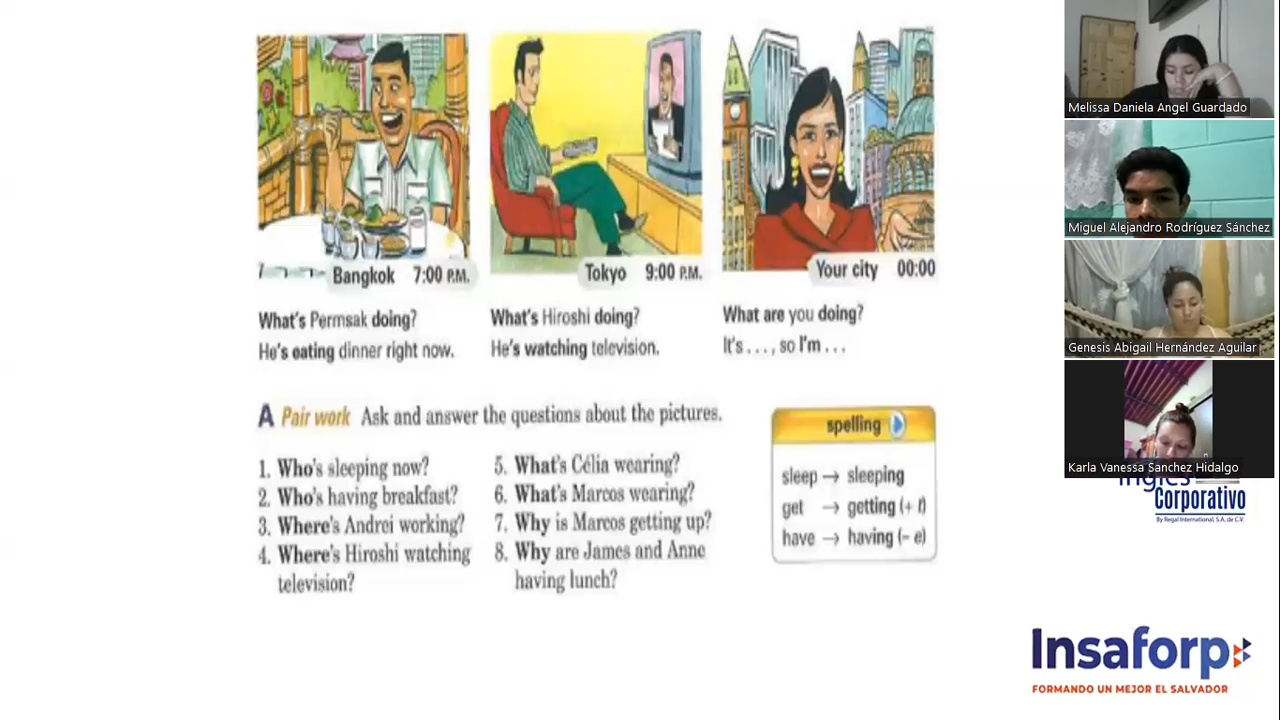 Bangkok 7:00 P.M.
Tokyo 9:00 P.M.
Your city 00:00
What's Permsak doing?
He's eating dinner right now.
What's Hiroshi doing?
He's watching television.
What are you doing?
It's . . . , so I'm . . .
A Pair work Ask and answer the questions about the pictures.
1. Who's sleeping now?
2. Who's having breakfast?
3. Where's Andrei working?
4. Where's Hiroshi watching
television?
5. What's Célia wearing?
6. What's Marcos wearing?
7. Why is Marcos getting up?
8. Why are James and Anne
having lunch?
spelling
sleep → sleeping
get → getting (+ t)
have → having (– e)
Melissa Daniela Angel Guardado
Miguel Alejandro Rodríguez Sánchez
Genesis Abigail Hernández Aguilar
Karla Vanessa Sanchez Hidalgo
Inglés
Corporativo
By Regal International, S.A. de C.V.
Insaforp
FORMANDO UN MEJOR EL SALVADOR